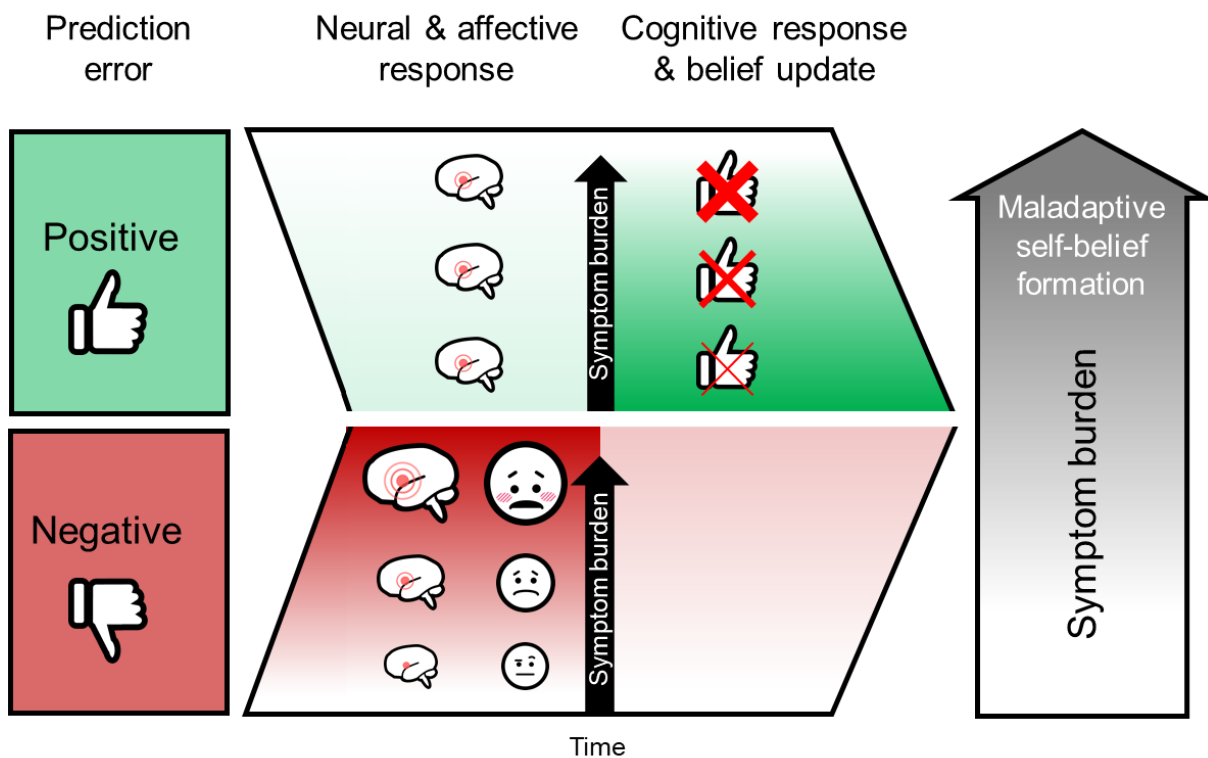 Prediction
error
Neural & affective
response
Cognitive response
& belief update
Positive
Symptom burden
Negative
Symptom burden
Maladaptive
self-belief
formation
Symptom burden
Time